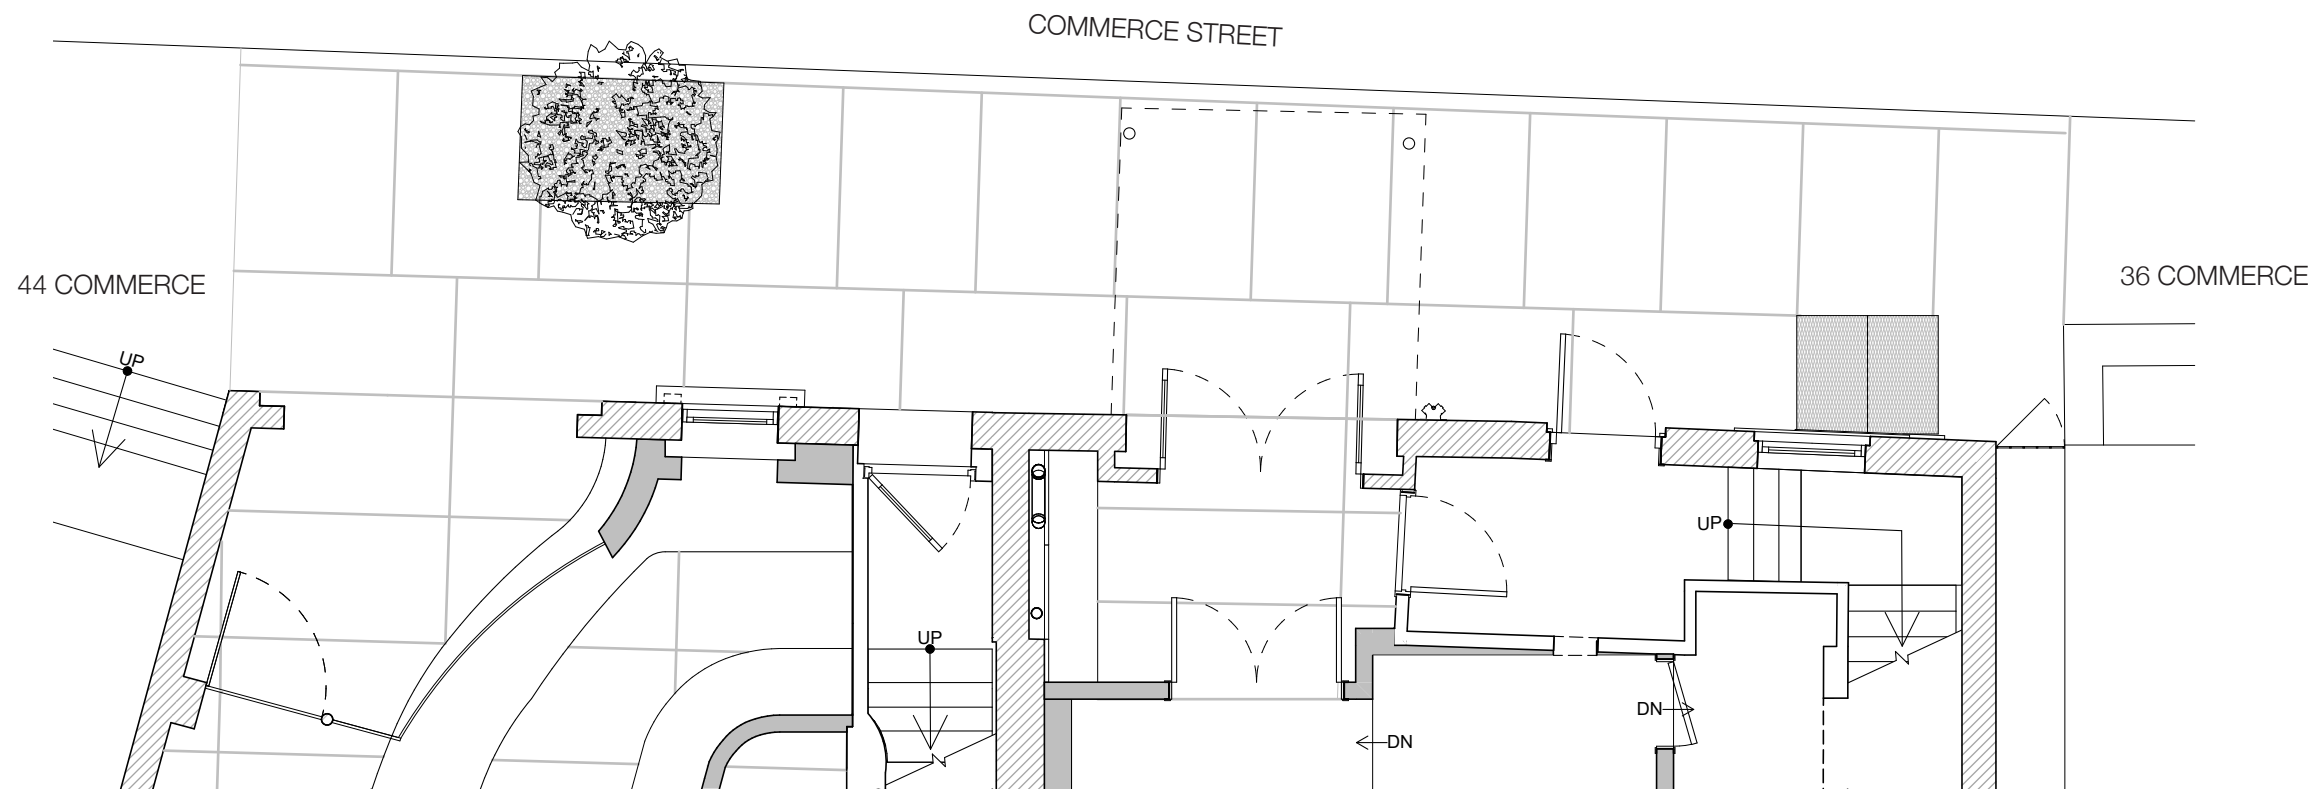 COMMERCE STREET
44 COMMERCE
36 COMMERCE
UP
UP
UP
DN
DN